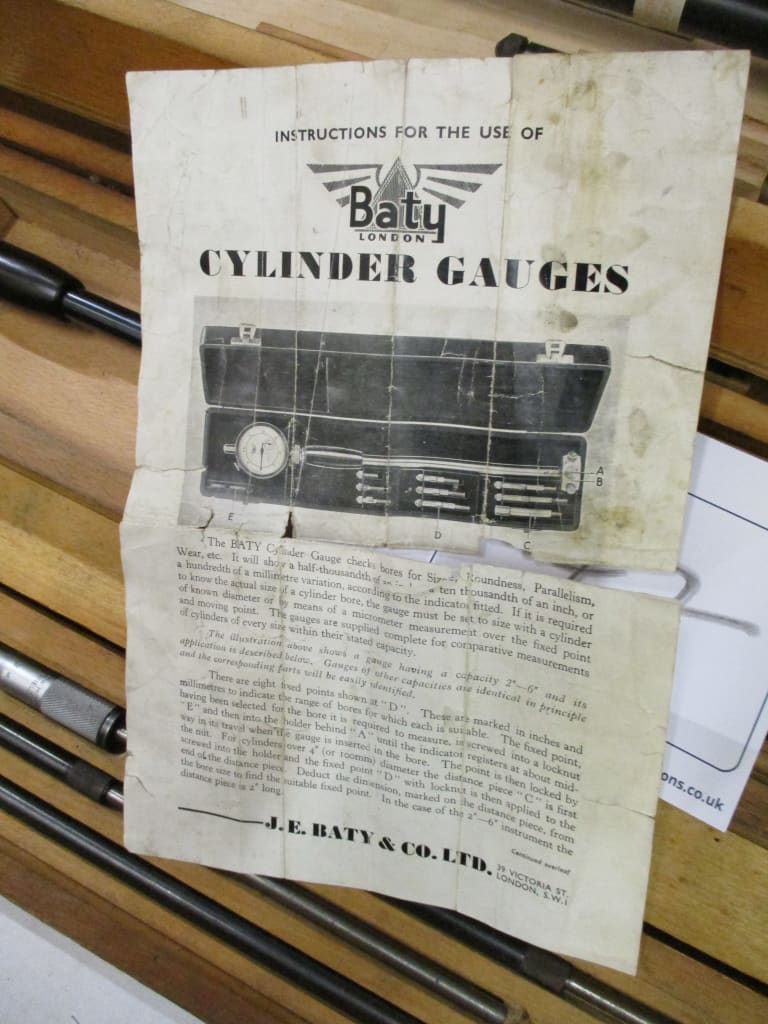 INSTRUCTIONS FOR THE USE OF
Baty
LONDON
CYLINDER GAUGES
A
B
E
D
C
The BATY Cylinder Gauge checks bores for Size, Roundness, Parallelism,
Wear, etc. It will show a half-thousandth of an a ten thousandth of an inch, or
a hundredth of a millimetre variation, according to the indicator fitted. If it is required
to know the actual size of a cylinder bore, the gauge must be set to size with a cylinder
of known diameter or by means of a micrometer measurement over the fixed point
and moving point. The gauges are supplied complete for comparative measurements
of cylinders of every size within their stated capacity.
The illustration above shows a gauge having a capacity 2"—6" and its
application is described below. Gauges of other capacities are identical in principle
and the corresponding parts will be easily identified.
There are eight fixed points shown at "D". These are marked in inches and
millimetres to indicate the range of bores for which each is suitable. The fixed point,
having been selected for the bore it is required to measure, is screwed into a locknut
"E" and then into the holder behind "A" until the indicator registers at about mid-
way in its travel when the gauge is inserted in the bore. The point is then locked by
the nut. For cylinders over 4" (or 100mm) diameter the distance piece "C" is first
screwed into the holder and the fixed point "D" with locknut is then applied to the
end of the distance piece. Deduct the dimension, marked on the distance piece, from
the bore size to find the suitable fixed point. In the case of the 2"—6" instrument the
distance piece is 2" long.
Continued overleaf
J. E. BATY & CO. LTD.
39 VICTORIA ST.
LONDON, S.W.1
ons.co.uk